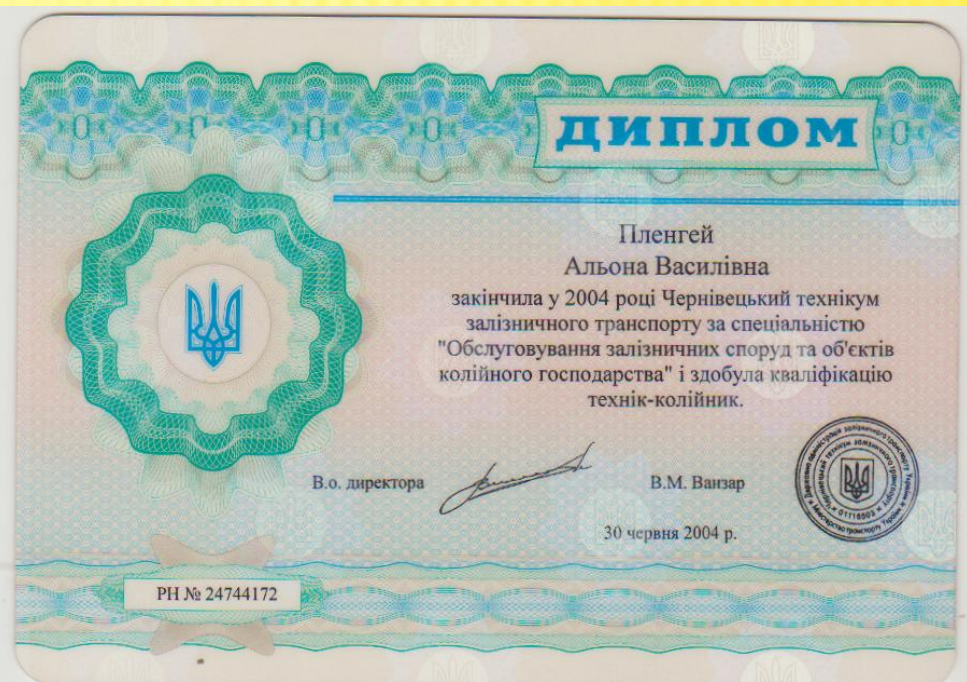 ДИПЛОМ
Пленгей
Альона Василівна
закінчила у 2004 році Чернівецький технікум
залізничного транспорту за спеціальністю
"Обслуговування залізничних споруд та об'єктів
колійного господарства" і здобула кваліфікацію
технік-колійник.
В.о. директора В.М. Ванзар
30 червня 2004 р.
РН № 24744172